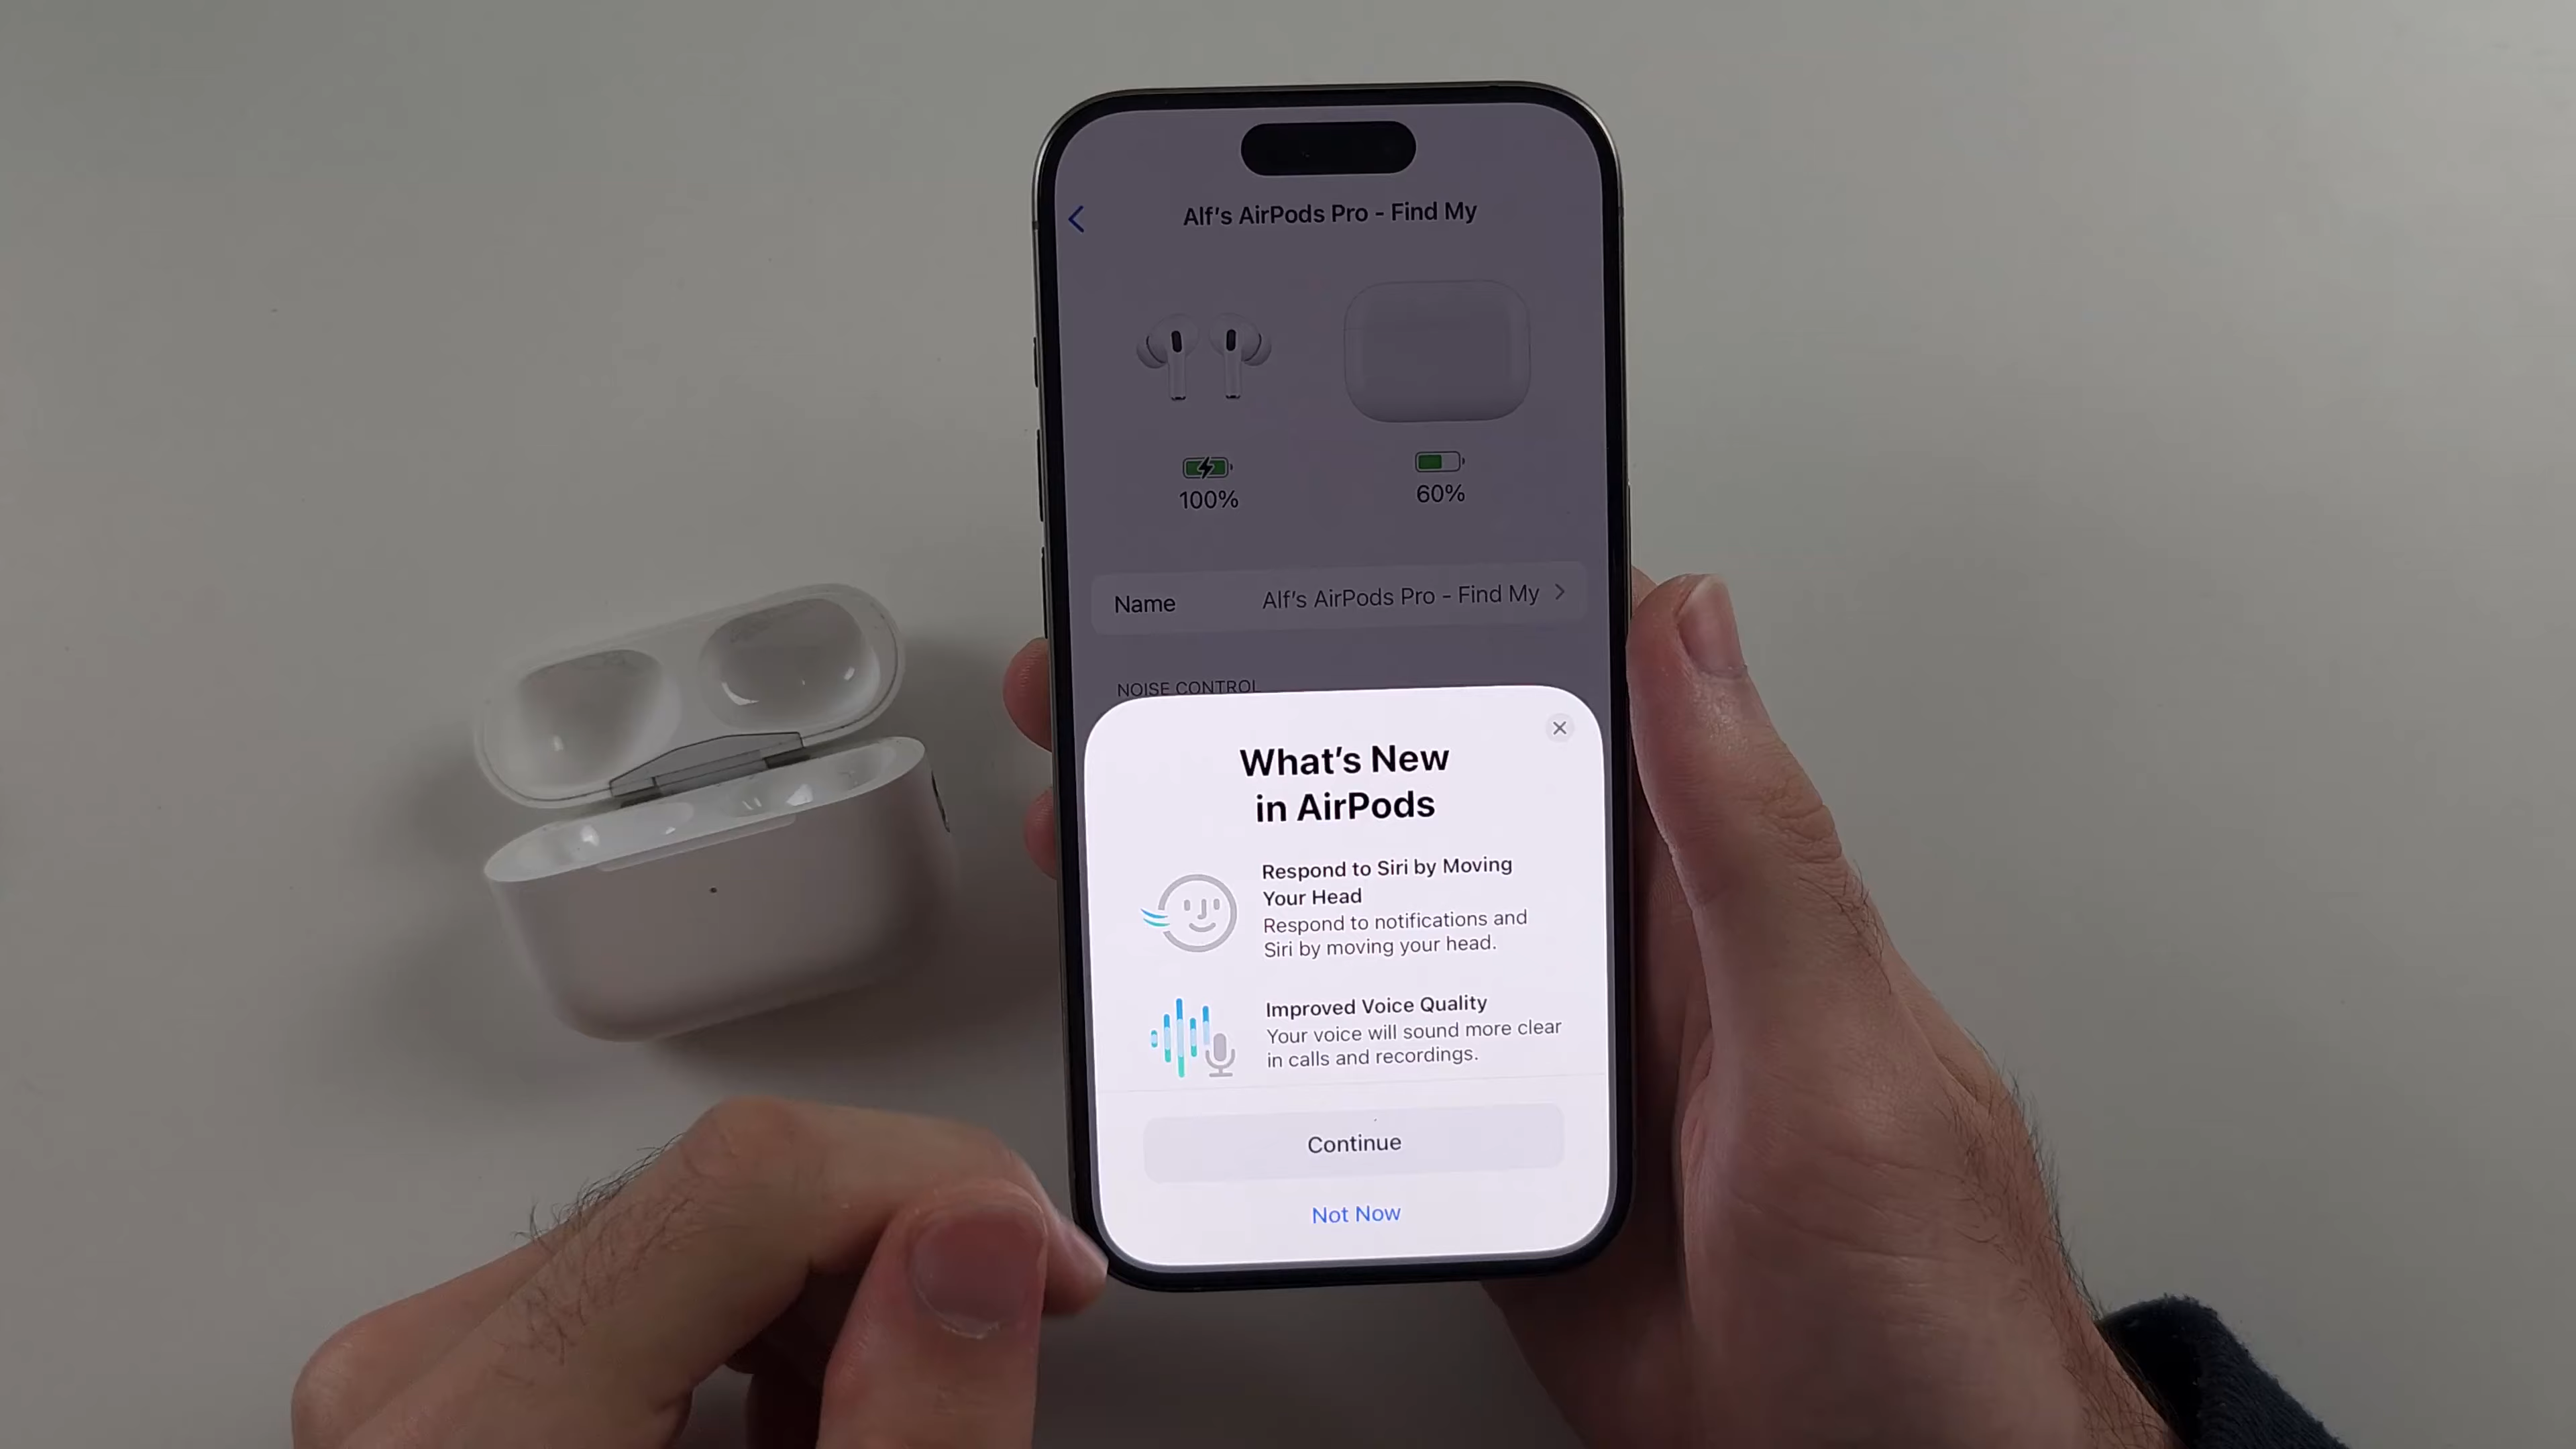 Alf's AirPods Pro - Find My
100%
60%
Name
Alf's AirPods Pro - Find My
NOISE CONTROL
What's New
in AirPods
Respond to Siri by Moving
Your Head
Respond to notifications and
Siri by moving your head.
Improved Voice Quality
Your voice will sound more clear
in calls and recordings.
Continue
Not Now